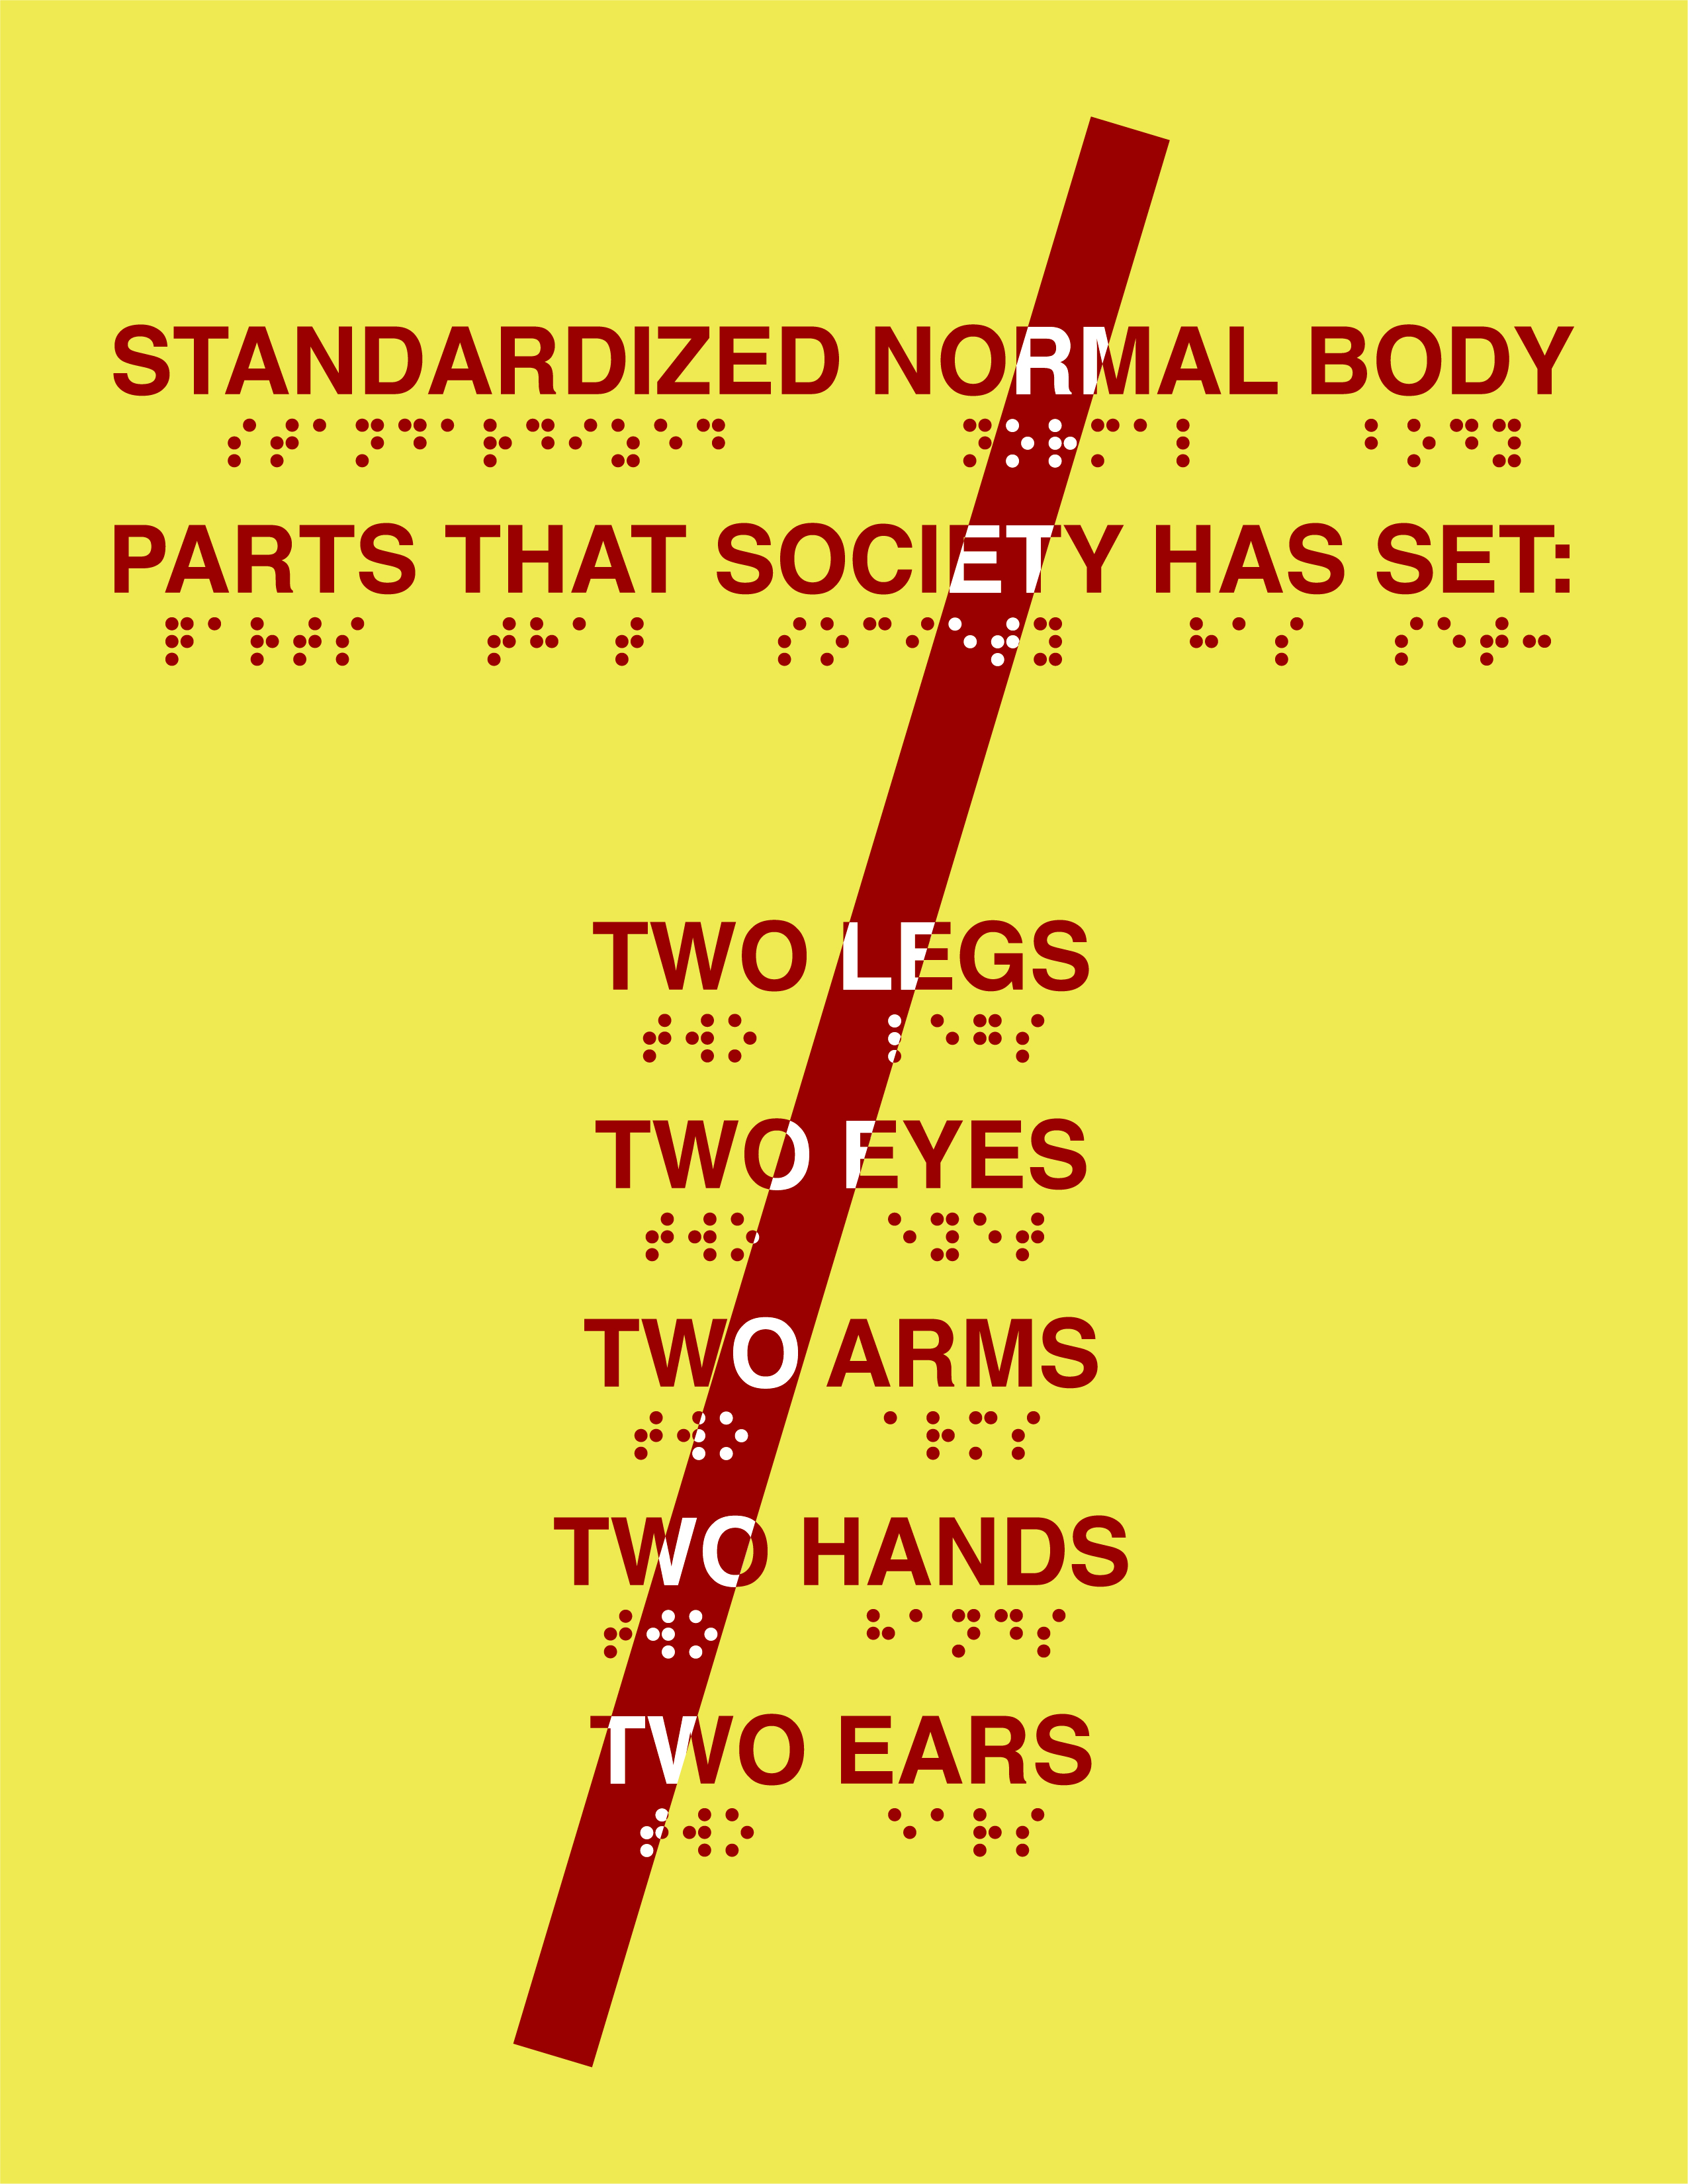 STANDARDIZED NORMAL BODY
⠎⠞⠁⠝⠙⠁⠗⠙⠊⠵⠑⠙ ⠝⠕⠗⠍⠁⠇ ⠃⠕⠙⠽
PARTS THAT SOCIETY HAS SET:
⠏⠁⠗⠞⠎ ⠞⠓⠁⠞ ⠎⠕⠉⠊⠑⠞⠽ ⠓⠁⠎ ⠎⠑⠞⠒
TWO LEGS
⠞⠺⠕ ⠇⠑⠛⠎
TWO EYES
⠞⠺⠕ ⠑⠽⠑⠞
TWO ARMS
⠞⠺⠕ ⠁⠗⠍⠎
TWO HANDS
⠞⠺⠕ ⠓⠁⠝⠙⠎
TWO EARS
⠞⠺⠕ ⠑⠁⠗⠎